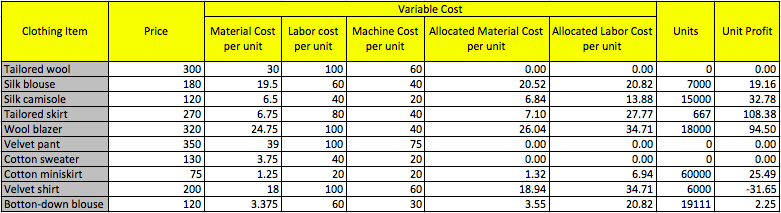 Variable Cost
Clothing Item Price Material Cost per unit Labor cost per unit Machine Cost per unit Allocated Material Cost per unit Allocated Labor Cost per unit Units Unit Profit
Tailored wool 300 30 100 60 0.00 0.00 0 0.00
Silk blouse 180 19.5 60 40 20.52 20.82 7000 19.16
Silk camisole 120 6.5 40 20 6.84 13.88 15000 32.78
Tailored skirt 270 6.75 80 40 7.10 27.77 667 108.38
Wool blazer 320 24.75 100 40 26.04 34.71 18000 94.50
Velvet pant 350 39 100 75 0.00 0.00 0 0.00
Cotton sweater 130 3.75 40 20 0.00 0.00 0 0.00
Cotton miniskirt 75 1.25 20 20 1.32 6.94 60000 25.49
Velvet shirt 200 18 100 60 18.94 34.71 6000 -31.65
Botton-down blouse 120 3.375 60 30 3.55 20.82 19111 2.25